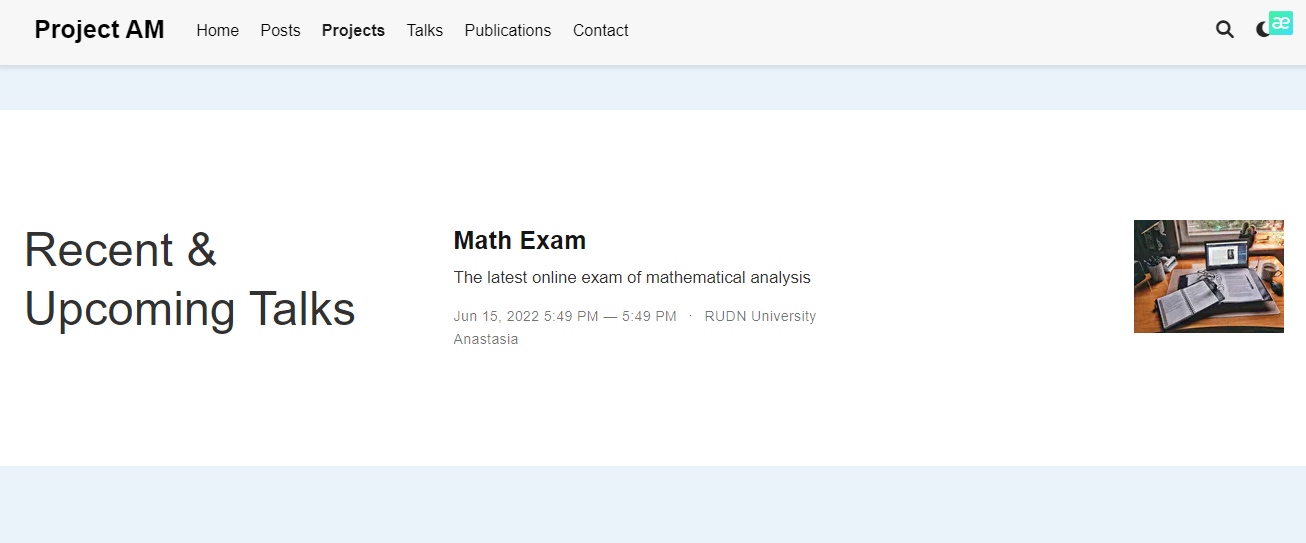 Project AM Home Posts Projects Talks Publications Contact
æ
Recent &
Upcoming Talks
Math Exam
The latest online exam of mathematical analysis
Jun 15, 2022 5:49 PM — 5:49 PM · RUDN University
Anastasia